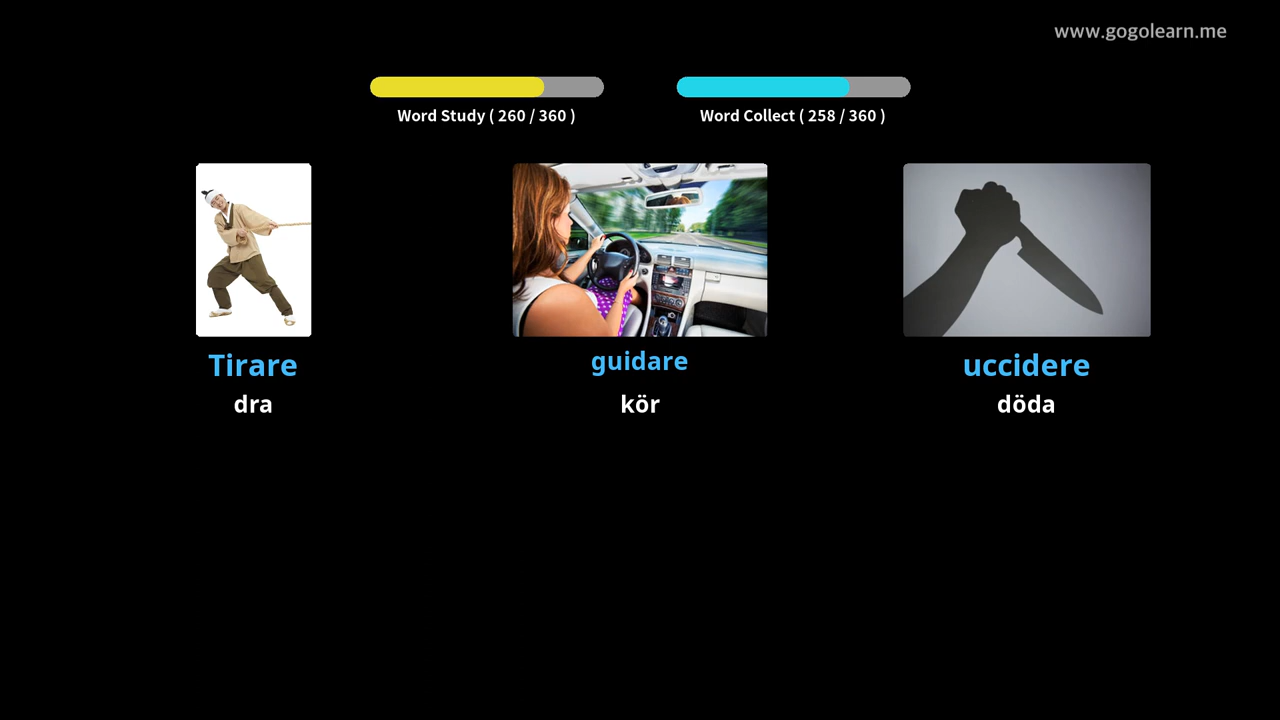 www.gogolearn.me
Word Study ( 260 / 360 )
Word Collect ( 258 / 360 )
Tirare
guidare
uccidere
dra
kör
döda